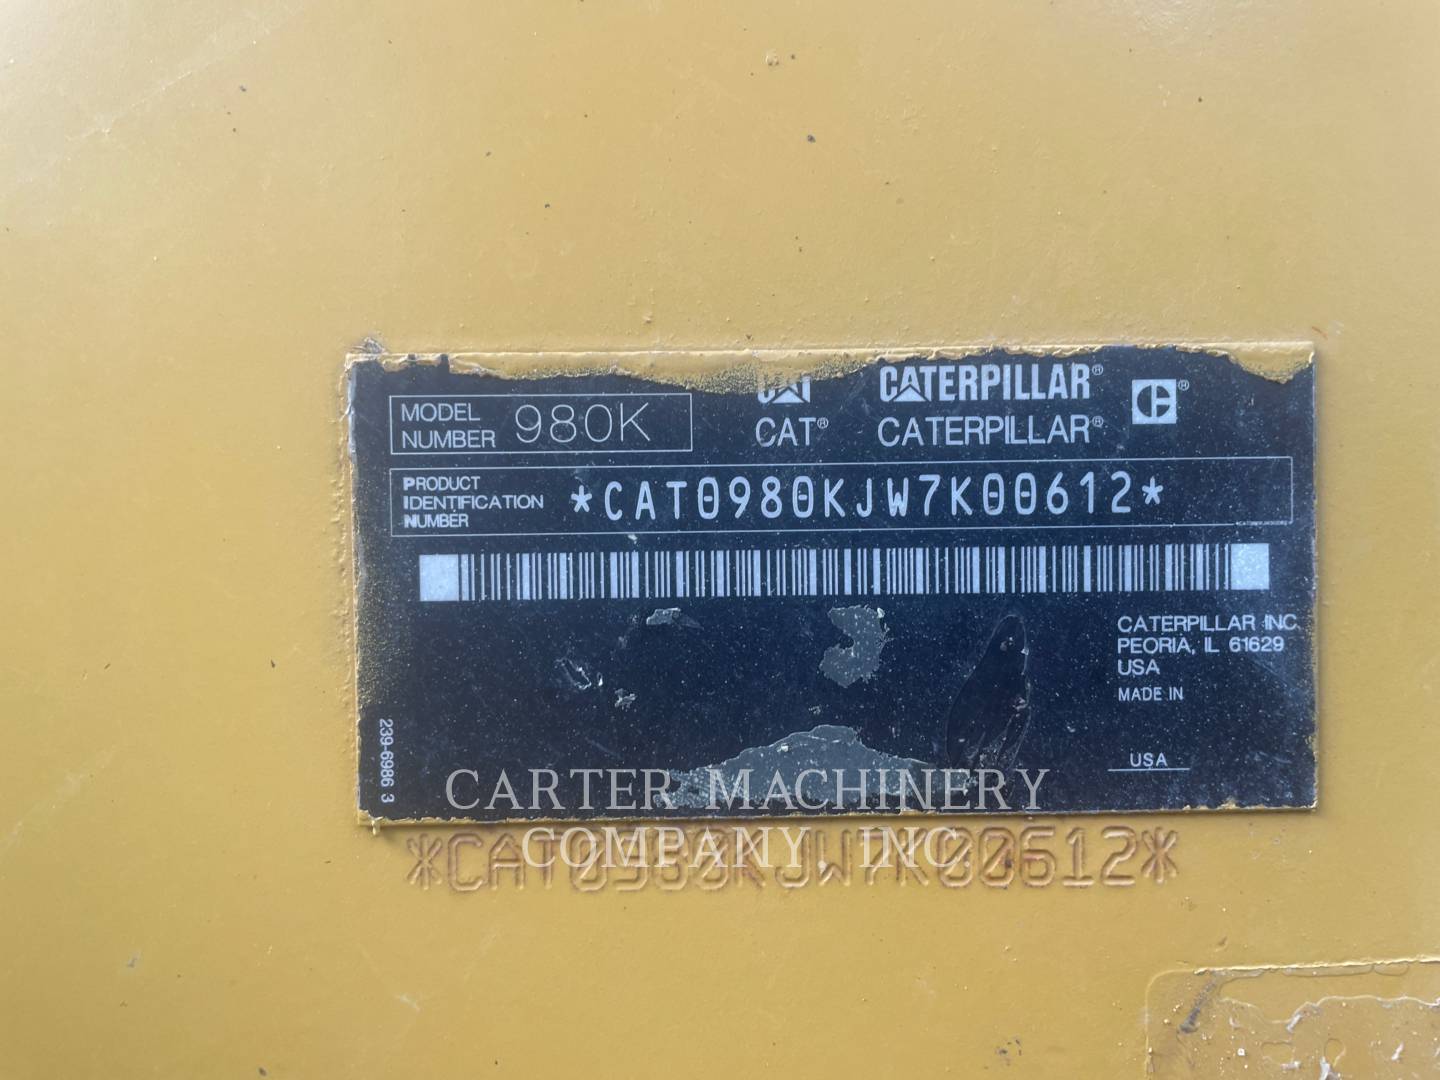 MODEL NUMBER 980K
CAT CATERPILLAR®
CAT® CATERPILLAR®
PRODUCT IDENTIFICATION NUMBER *CAT0980KJW7K00612*
CATERPILLAR INC.
PEORIA, IL 61629
USA
MADE IN
USA
239-6986 3
CARTER MACHINERY
COMPANY, INC.
*CAT0980KJW7K00612*